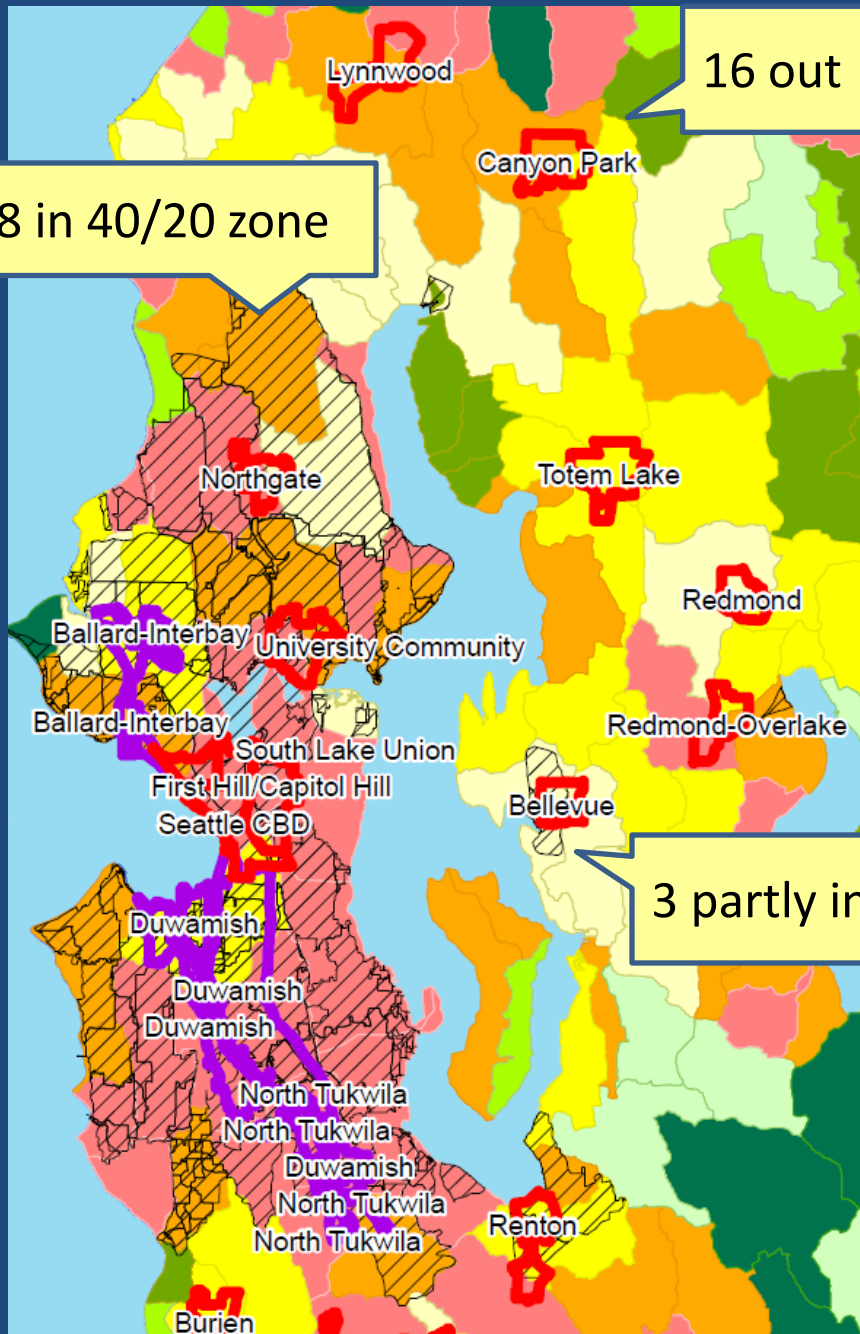 16 out
Lynnwood
Canyon Park
8 in 40/20 zone
Northgate
Totem Lake
Redmond
Ballard-Interbay
University Community
Ballard-Interbay
Redmond-Overlake
South Lake Union
First Hill/Capitol Hill
Bellevue
Seattle CBD
3 partly in
Duwamish
Duwamish
Duwamish
North Tukwila
North Tukwila
Duwamish
North Tukwila
Renton
North Tukwila
Burien